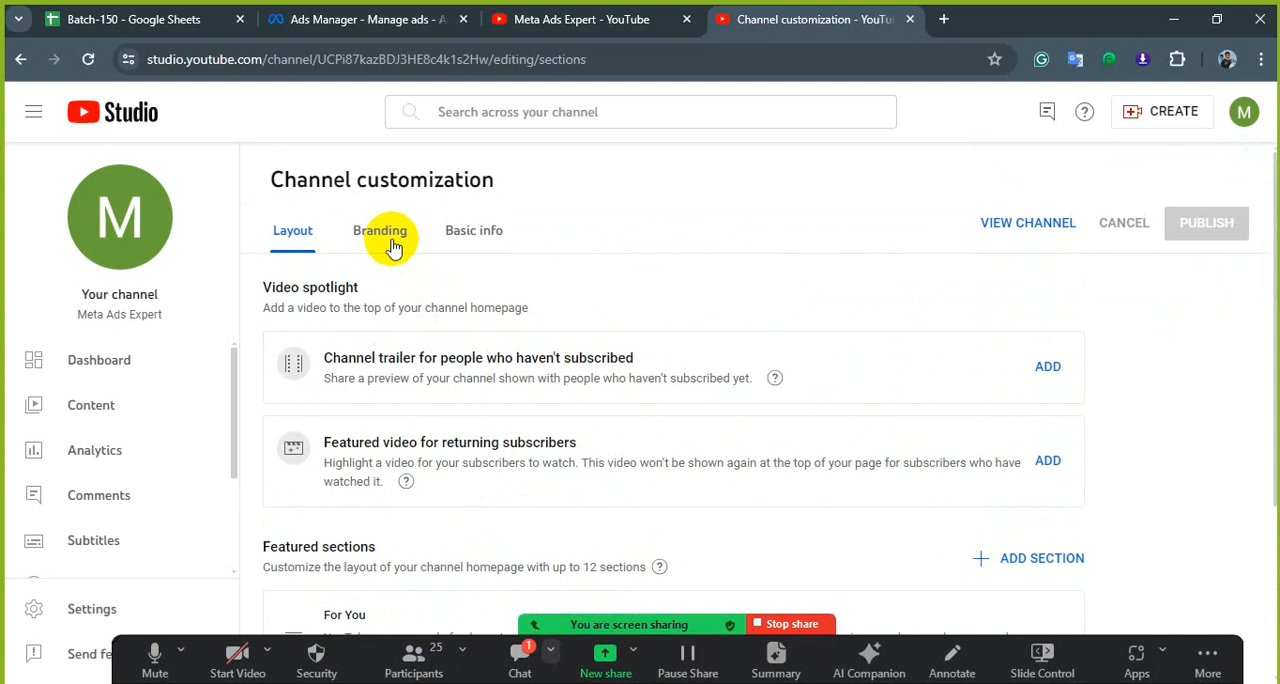 Batch-150 - Google Sheets
Ads Manager - Manage ads - A
Meta Ads Expert - YouTube
Channel customization - YouTu
studio.youtube.com/channel/UCPi87kazBDJ3HE8c4k1s2Hw/editing/sections
Studio
Search across your channel
CREATE
M
M
Your channel
Meta Ads Expert
Dashboard
Content
Analytics
Comments
Subtitles
Settings
Send fe
Channel customization
Layout
Branding
Basic info
VIEW CHANNEL
CANCEL
PUBLISH
Video spotlight
Add a video to the top of your channel homepage
Channel trailer for people who haven't subscribed
Share a preview of your channel shown with people who haven't subscribed yet.
ADD
Featured video for returning subscribers
Highlight a video for your subscribers to watch. This video won't be shown again at the top of your page for subscribers who have
watched it.
ADD
Featured sections
Customize the layout of your channel homepage with up to 12 sections
ADD SECTION
For You
You are screen sharing
Stop share
Mute
Start Video
Security
25
Participants
1
Chat
New share
Pause Share
Summary
AI Companion
Annotate
Slide Control
Apps
More